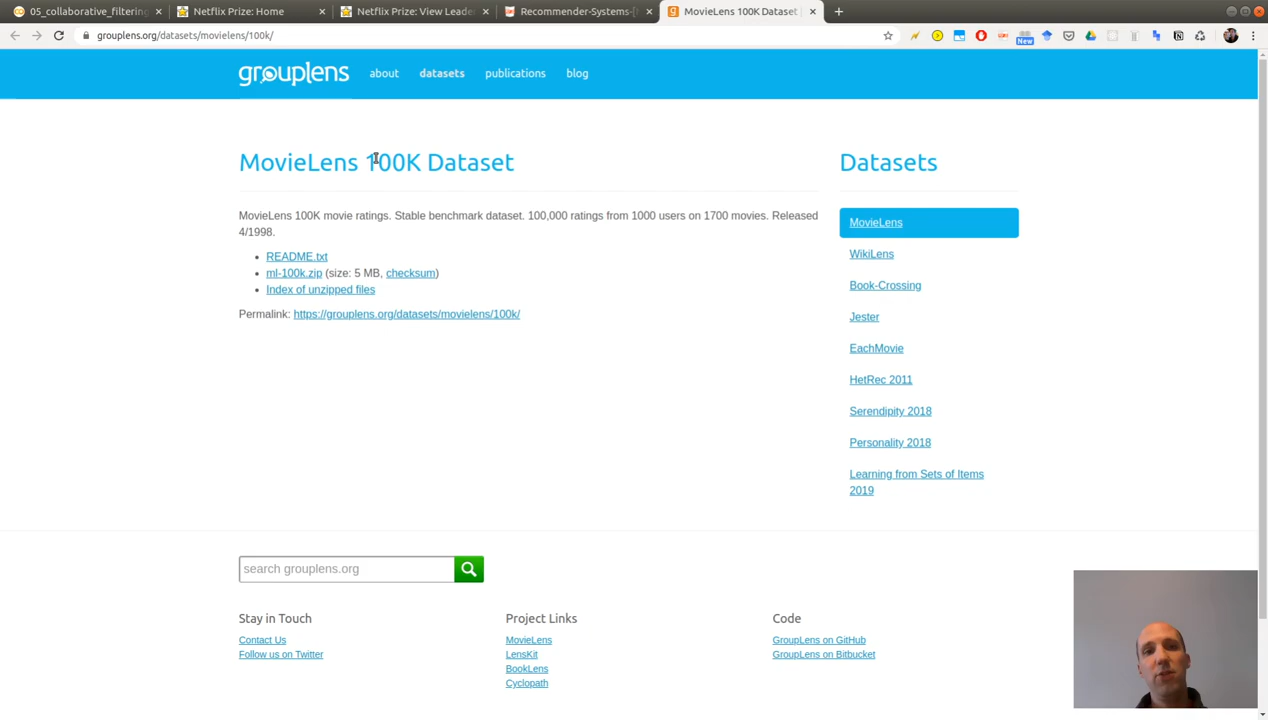 05_collaborative_filtering
Netflix Prize: Home
Netflix Prize: View Leade
Recommender-Systems-[
MovieLens 100K Dataset
grouplens.org/datasets/movielens/100k/
New
grouplens
about
datasets
publications
blog
MovieLens 100K Dataset
MovieLens 100K movie ratings. Stable benchmark dataset. 100,000 ratings from 1000 users on 1700 movies. Released
4/1998.
README.txt
ml-100k.zip (size: 5 MB, checksum)
Index of unzipped files
Permalink: https://grouplens.org/datasets/movielens/100k/
Datasets
MovieLens
WikiLens
Book-Crossing
Jester
EachMovie
HetRec 2011
Serendipity 2018
Personality 2018
Learning from Sets of Items
2019
search grouplens.org
Stay in Touch
Contact Us
Follow us on Twitter
Project Links
MovieLens
LensKit
BookLens
Cyclopath
Code
GroupLens on GitHub
GroupLens on Bitbucket